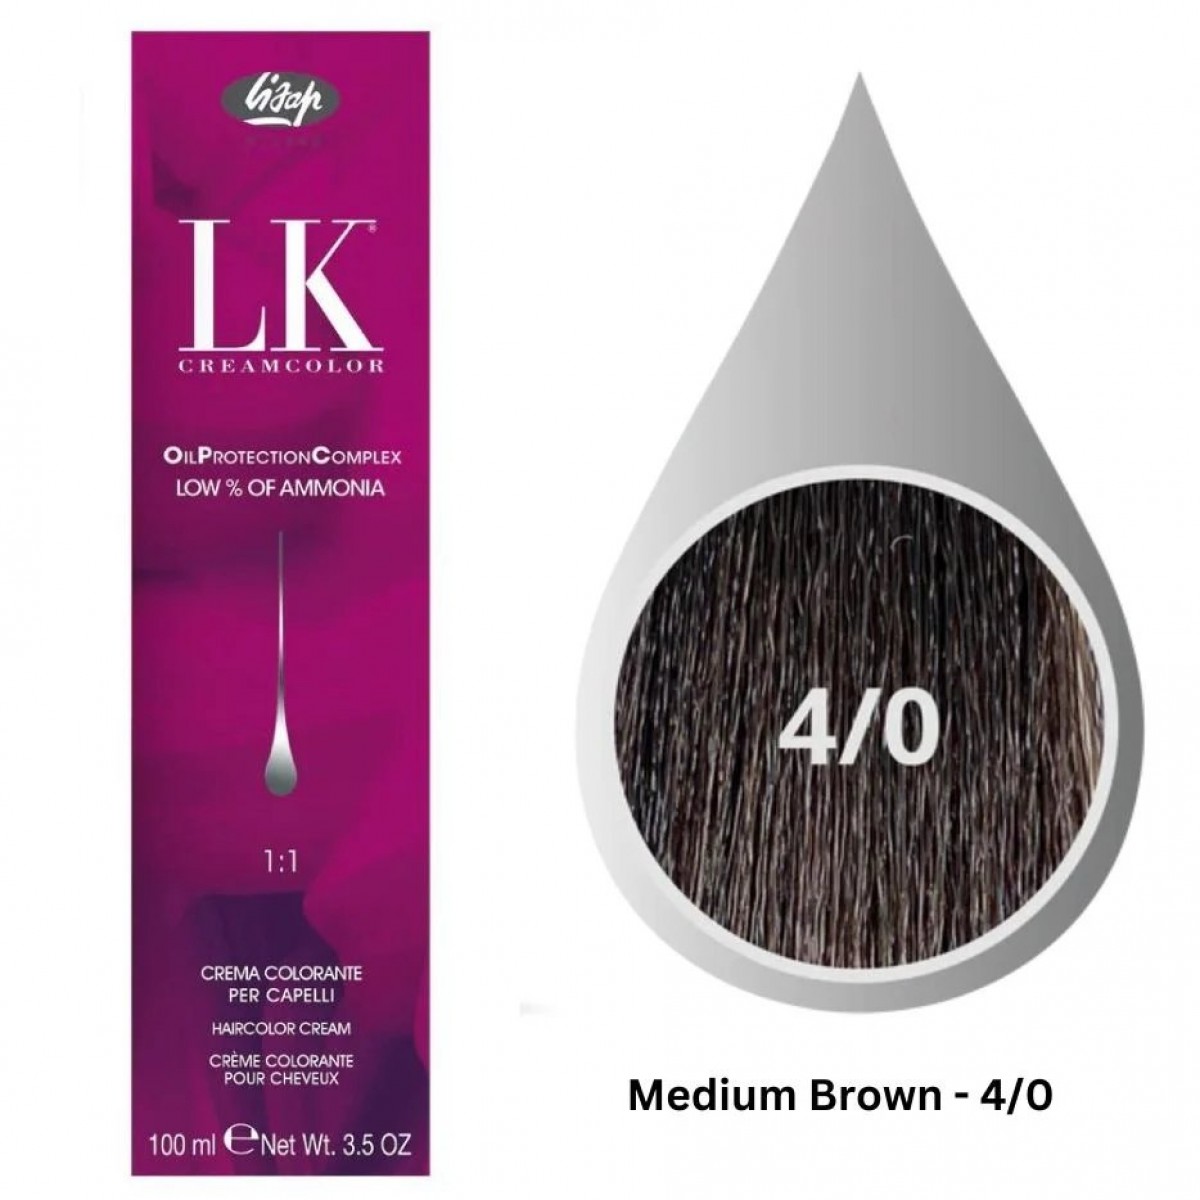 lisap
LK®
CREAMCOLOR
OILPROTECTIONCOMPLEX
LOW % OF AMMONIA
1:1
CREMA COLORANTE
PER CAPELLI
HAIRCOLOR CREAM
CRÈME COLORANTE
POUR CHEVEUX
100 ml ℮ Net Wt. 3.5 OZ
4/0
Medium Brown - 4/0